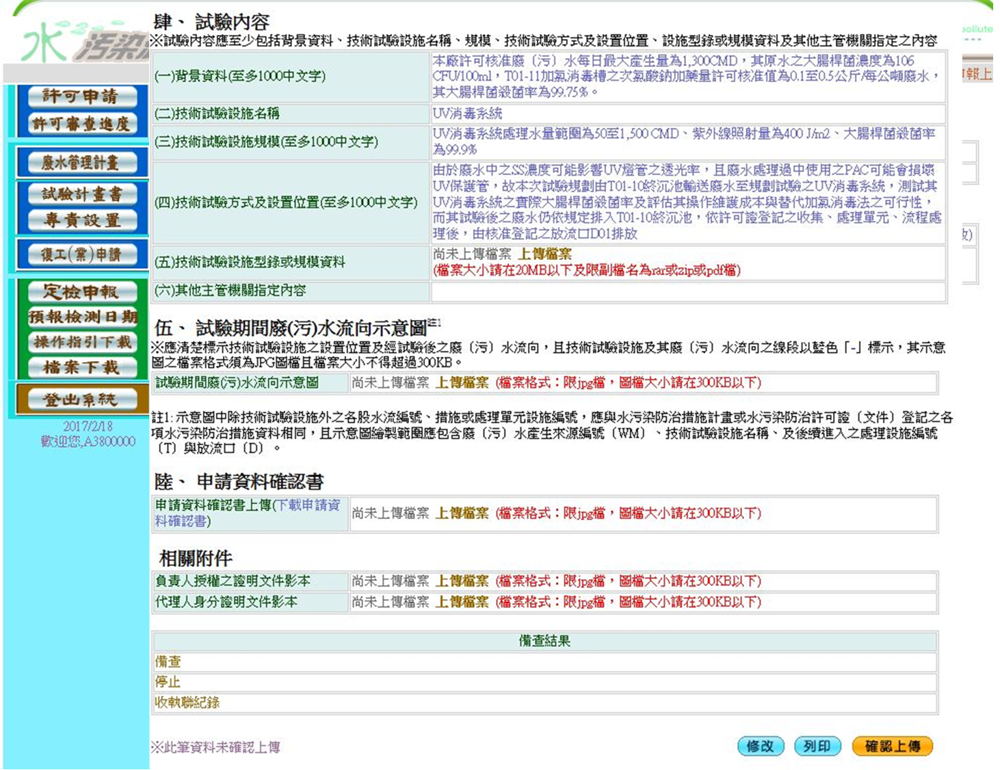 水污染
pollute
報上
許可申請
許可審查進度
廢水管理計畫
試驗計畫書
專責設置
復工(業)申請
定檢申報
預報檢測日期
操作指引下載
檔案下載
登出系統
2017/2/18
歡迎您,A3800000
肆、 試驗內容
※試驗內容應至少包括背景資料、技術試驗設施名稱、規模、技術試驗方式及設置位置、設施型錄或規模資料及其他主管機關指定之內容
(一)背景資料(至多1000中文字)
本廠許可核准廢〔污〕水每日最大產生量為1,300CMD，其原水之大腸桿菌濃度為106
CFU/100ml，T01-11加氯消毒槽之次氯酸鈉加藥量許可核准值為0.1至0.5公斤/每公噸廢水，
其大腸桿菌殺菌率為99.75%。
(二)技術試驗設施名稱
UV消毒系統
(三)技術試驗設施規模(至多1000中文字)
UV消毒系統處理水量範圍為50至1,500 CMD、紫外線照射量為400 J/m2、大腸桿菌殺菌率
為99.9%
(四)技術試驗方式及設置位置(至多1000中文字)
由於廢水中之SS濃度可能影響UV燈管之透光率，且廢水處理過中使用之PAC可能會損壞
UV保護管，故本次試驗規劃由T01-10終沉池輸送廢水至規劃試驗之UV消毒系統，測試其
UV消毒系統之實際大腸桿菌殺菌率及評估其操作維護成本與替代加氯消毒法之可行性，
而其試驗後之廢水仍依規定排入T01-10終沉池，依許可證登記之收集、處理單元、流程處
理後，由核准登記之放流口D01排放
(五)技術試驗設施型錄或規模資料
尚未上傳檔案 上傳檔案
(檔案大小請在20MB以下及限副檔名為rar或zip或pdf檔)
(六)其他主管機關指定內容
伍、 試驗期間廢(污)水流向示意圖註1
※應清楚標示技術試驗設施之設置位置及經試驗後之廢〔污〕水流向，且技術試驗設施及其廢〔污〕水流向之線段以藍色「-」標示，其示意
圖之檔案格式須為JPG圖檔且檔案大小不得超過300KB。
試驗期間廢(污)水流向示意圖
尚未上傳檔案 上傳檔案 (檔案格式：限jpg檔，圖檔大小請在300KB以下)
註1: 示意圖中除技術試驗設施外之各股水流編號、措施或處理單元設施編號，應與水污染防治措施計畫或水污染防治許可證〔文件〕登記之各
項水污染防治措施資料相同，且示意圖繪製範圍應包含廢〔污〕水產生來源編號〔WM〕、技術試驗設施名稱、及後續進入之處理設施編號
〔T〕與放流口〔D〕。
陸、 申請資料確認書
申請資料確認書上傳(下載申請資
料確認書)
尚未上傳檔案 上傳檔案 (檔案格式：限jpg檔，圖檔大小請在300KB以下)
相關附件
負責人授權之證明文件影本
尚未上傳檔案 上傳檔案 (檔案格式：限jpg檔，圖檔大小請在300KB以下)
代理人身分證明文件影本
尚未上傳檔案 上傳檔案 (檔案格式：限jpg檔，圖檔大小請在300KB以下)
備查結果
備查
停止
收執聯紀錄
※此筆資料未確認上傳
修改
列印
確認上傳